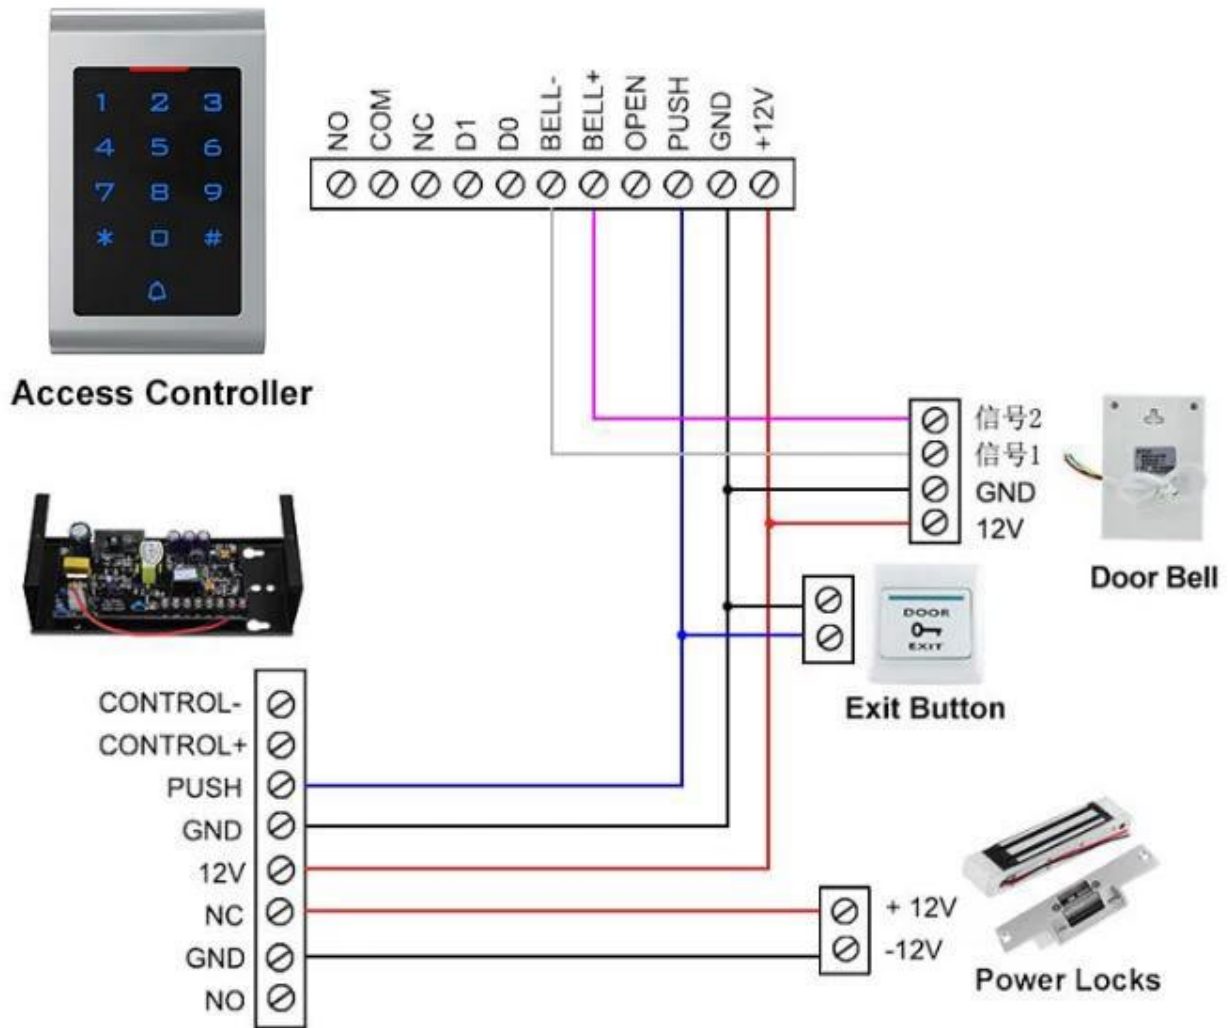 1 2 3
4 5 6
7 8 9
* 0 #
Access Controller
NO
COM
NC
D1
D0
BELL-
BELL+
OPEN
PUSH
GND
+12V
信号2
信号1
GND
12V
Door Bell
DOOR
EXIT
Exit Button
CONTROL-
CONTROL+
PUSH
GND
12V
NC
GND
NO
+ 12V
-12V
Power Locks